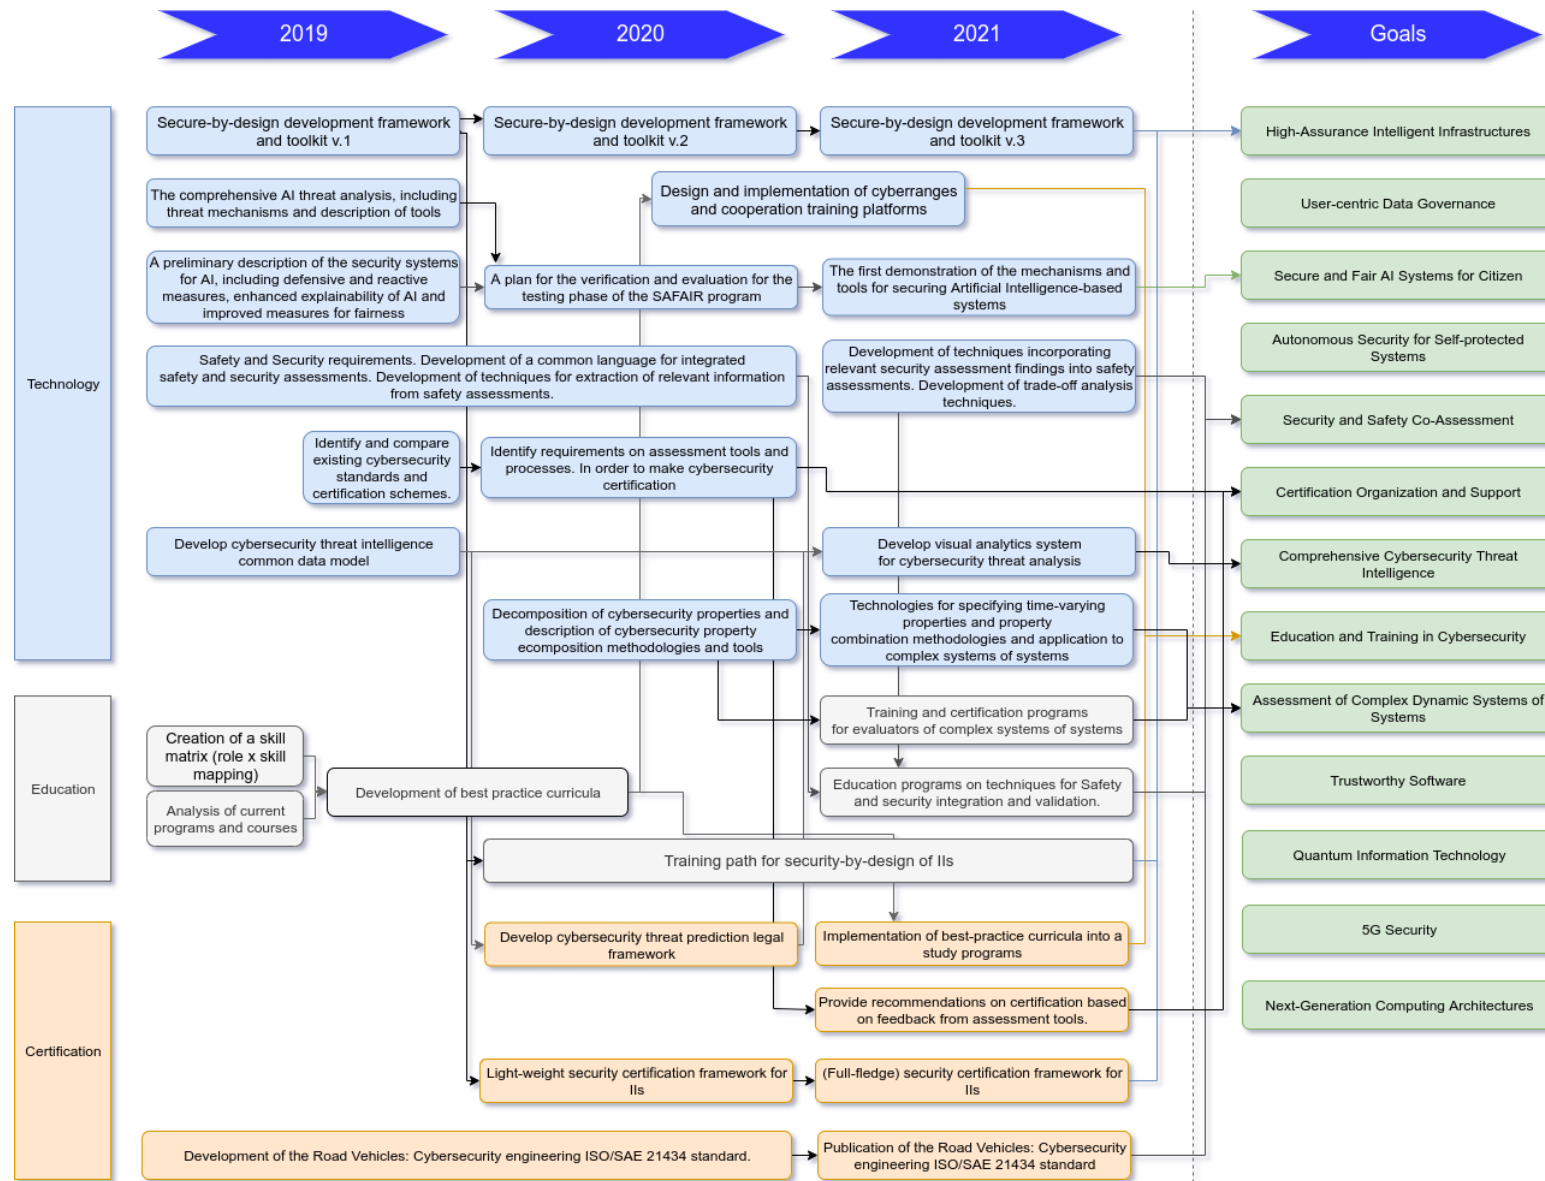 2019
2020
2021
Goals
Technology
Secure-by-design development framework
and toolkit v.1
Secure-by-design development framework
and toolkit v.2
Secure-by-design development framework
and toolkit v.3
High-Assurance Intelligent Infrastructures
The comprehensive AI threat analysis, including
threat mechanisms and description of tools
Design and implementation of cyberranges
and cooperation training platforms
User-centric Data Governance
A preliminary description of the security systems
for AI, including defensive and reactive
measures, enhanced explainability of AI and
improved measures for fairness
A plan for the verification and evaluation for the
testing phase of the SAFAIR program
The first demonstration of the mechanisms and
tools for securing Artificial Intelligence-based
systems
Secure and Fair AI Systems for Citizen
Autonomous Security for Self-protected
Systems
Safety and Security requirements. Development of a common language for integrated
safety and security assessments. Development of techniques for extraction of relevant information
from safety assessments.
Development of techniques incorporating
relevant security assessment findings into safety
assessments. Development of trade-off analysis
techniques.
Security and Safety Co-Assessment
Identify and compare
existing cybersecurity
standards and
certification schemes.
Identify requirements on assessment tools and
processes. In order to make cybersecurity
certification
Certification Organization and Support
Develop cybersecurity threat intelligence
common data model
Develop visual analytics system
for cybersecurity threat analysis
Comprehensive Cybersecurity Threat
Intelligence
Decomposition of cybersecurity properties and
description of cybersecurity property
ecomposition methodologies and tools
Technologies for specifying time-varying
properties and property
combination methodologies and application to
complex systems of systems
Education and Training in Cybersecurity
Education
Training and certification programs
for evaluators of complex systems of systems
Assessment of Complex Dynamic Systems of
Systems
Creation of a skill
matrix (role x skill
mapping)
Analysis of current
programs and courses
Development of best practice curricula
Education programs on techniques for Safety
and security integration and validation.
Trustworthy Software
Training path for security-by-design of IIs
Quantum Information Technology
Certification
Develop cybersecurity threat prediction legal
framework
Implementation of best-practice curricula into a
study programs
5G Security
Provide recommendations on certification based
on feedback from assessment tools.
Next-Generation Computing Architectures
Light-weight security certification framework for
IIs
(Full-fledge) security certification framework for
IIs
Development of the Road Vehicles: Cybersecurity engineering ISO/SAE 21434 standard.
Publication of the Road Vehicles: Cybersecurity
engineering ISO/SAE 21434 standard